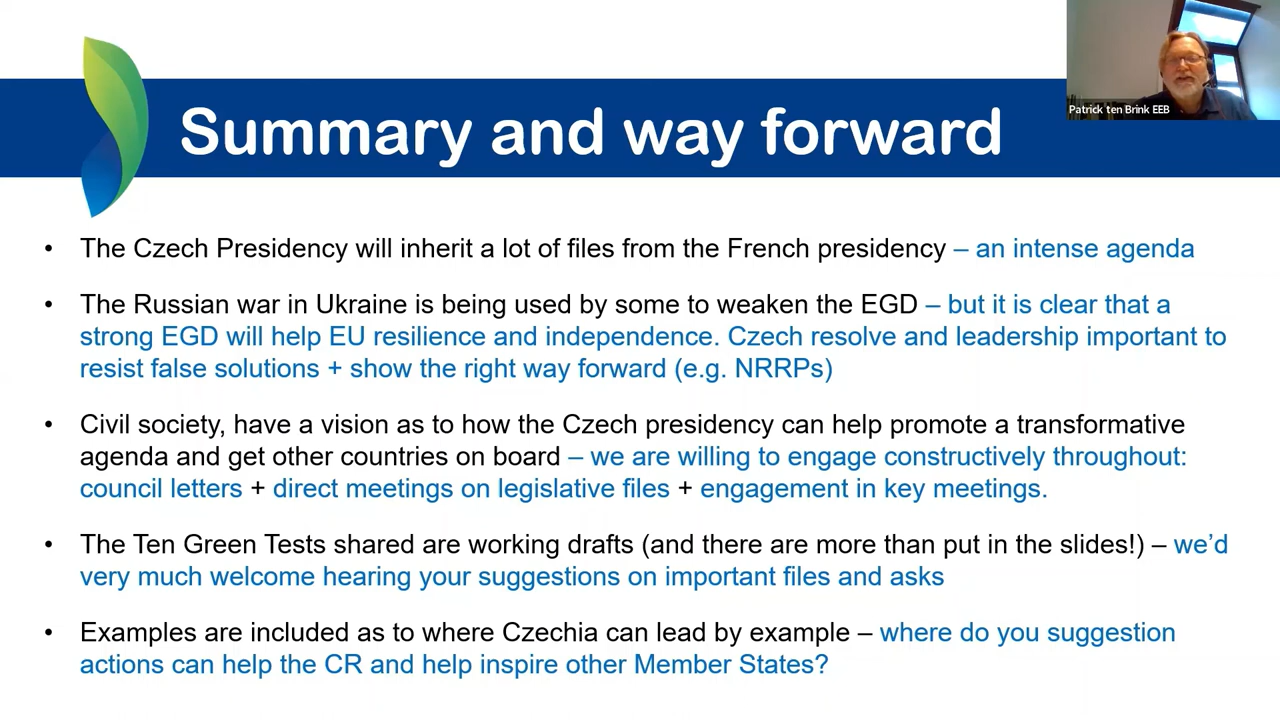 Patrick ten Brink EEB
Summary and way forward
• The Czech Presidency will inherit a lot of files from the French presidency – an intense agenda
• The Russian war in Ukraine is being used by some to weaken the EGD – but it is clear that a
strong EGD will help EU resilience and independence. Czech resolve and leadership important to
resist false solutions + show the right way forward (e.g. NRRPs)
• Civil society, have a vision as to how the Czech presidency can help promote a transformative
agenda and get other countries on board – we are willing to engage constructively throughout:
council letters + direct meetings on legislative files + engagement in key meetings.
• The Ten Green Tests shared are working drafts (and there are more than put in the slides!) – we’d
very much welcome hearing your suggestions on important files and asks
• Examples are included as to where Czechia can lead by example – where do you suggestion
actions can help the CR and help inspire other Member States?